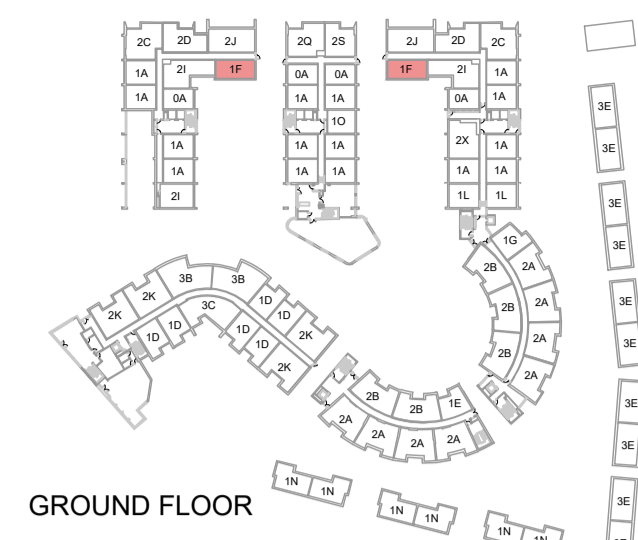 2C 2D 2J 2Q 2S 2J 2D 2C
1A 2I 1F 0A 0A 1F 2I 1A
1A 0A 1A 1A 0A 1A
1O
1A 1A 1A 2X 1A
1A 1A 1A 1A 1A
2I 1L 1L
3E
3E
3E
3E
3E
3E
3E
3E
3E
1G
2B 2A
2B 2A
2A
2B
2A
3B 3B
2K 2K
3C 1D 1D
1D 1D 1D 1D 2K
2K
2B 2B 1E
2A 2A 2A 2A
1N 1N
1N 1N
1N 1N
GROUND FLOOR